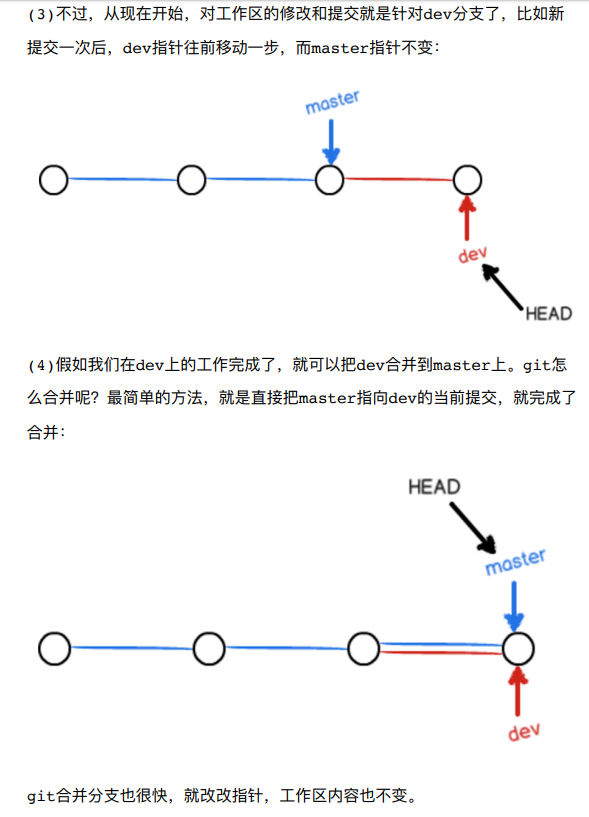 (3)不过，从现在开始，对工作区的修改和提交就是针对dev分支了，比如新
提交一次后，dev指针往前移动一步，而master指针不变：
master
dev
HEAD
(4)假如我们在dev上的工作完成了，就可以把dev合并到master上。git怎
么合并呢？最简单的方法，就是直接把master指向dev的当前提交，就完成了
合并：
HEAD
master
dev
git合并分支也很快，就改改指针，工作区内容也不变。